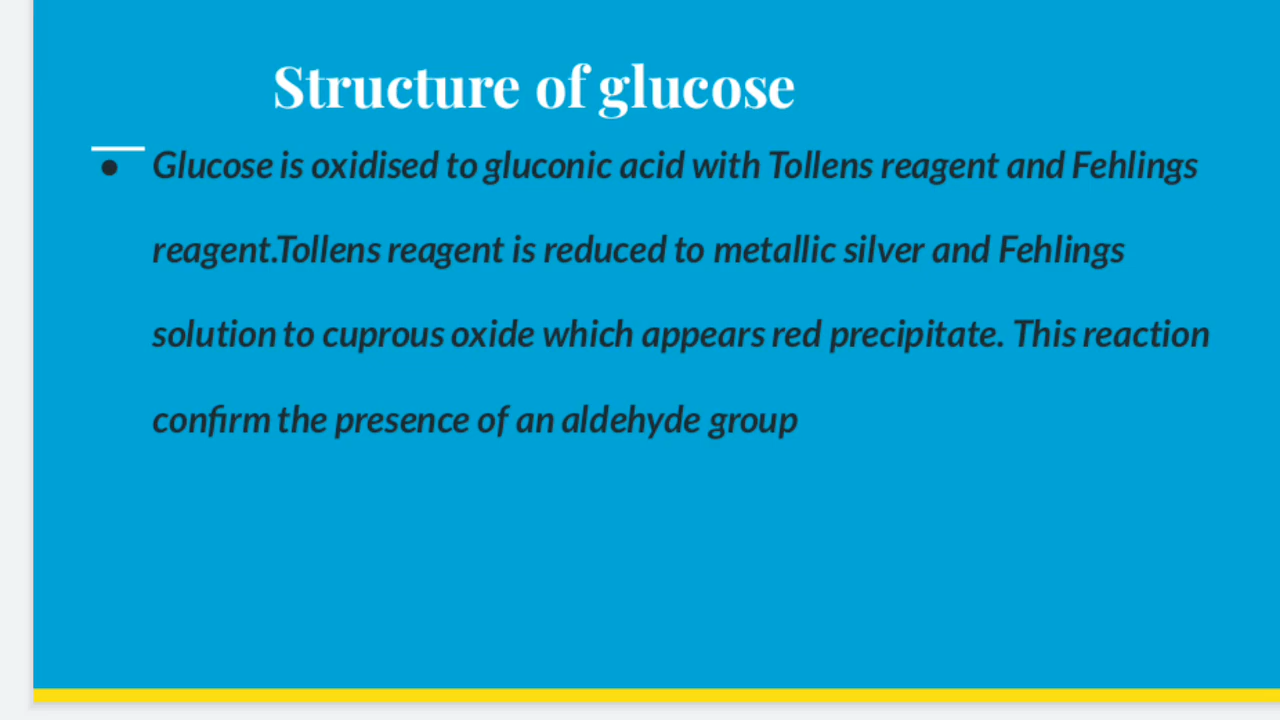 Structure of glucose
● Glucose is oxidised to gluconic acid with Tollens reagent and Fehlings
reagent.Tollens reagent is reduced to metallic silver and Fehlings
solution to cuprous oxide which appears red precipitate. This reaction
confirm the presence of an aldehyde group